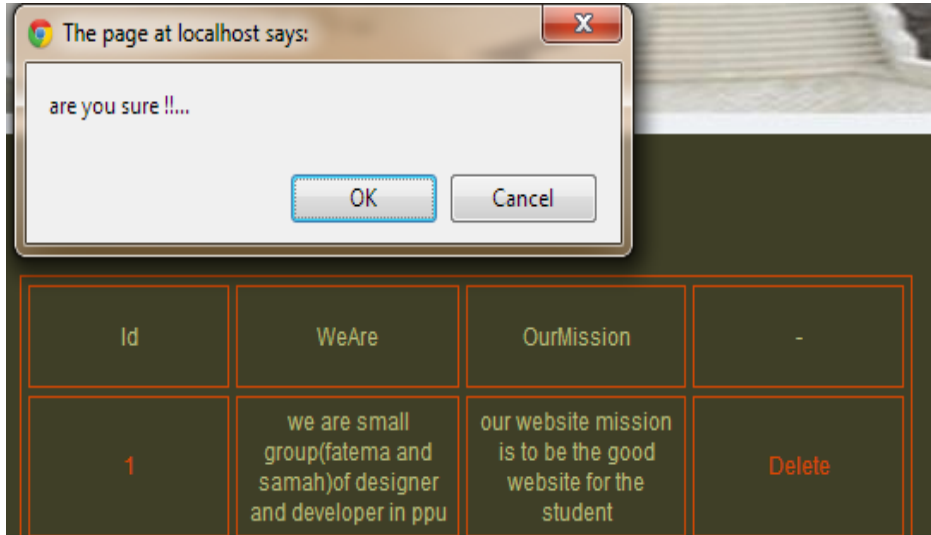 The page at localhost says:
are you sure !!...
OK Cancel
Id WeAre OurMission -
1
we are small
group(fatema and
samah)of designer
and developer in ppu
our website mission
is to be the good
website for the
student
Delete